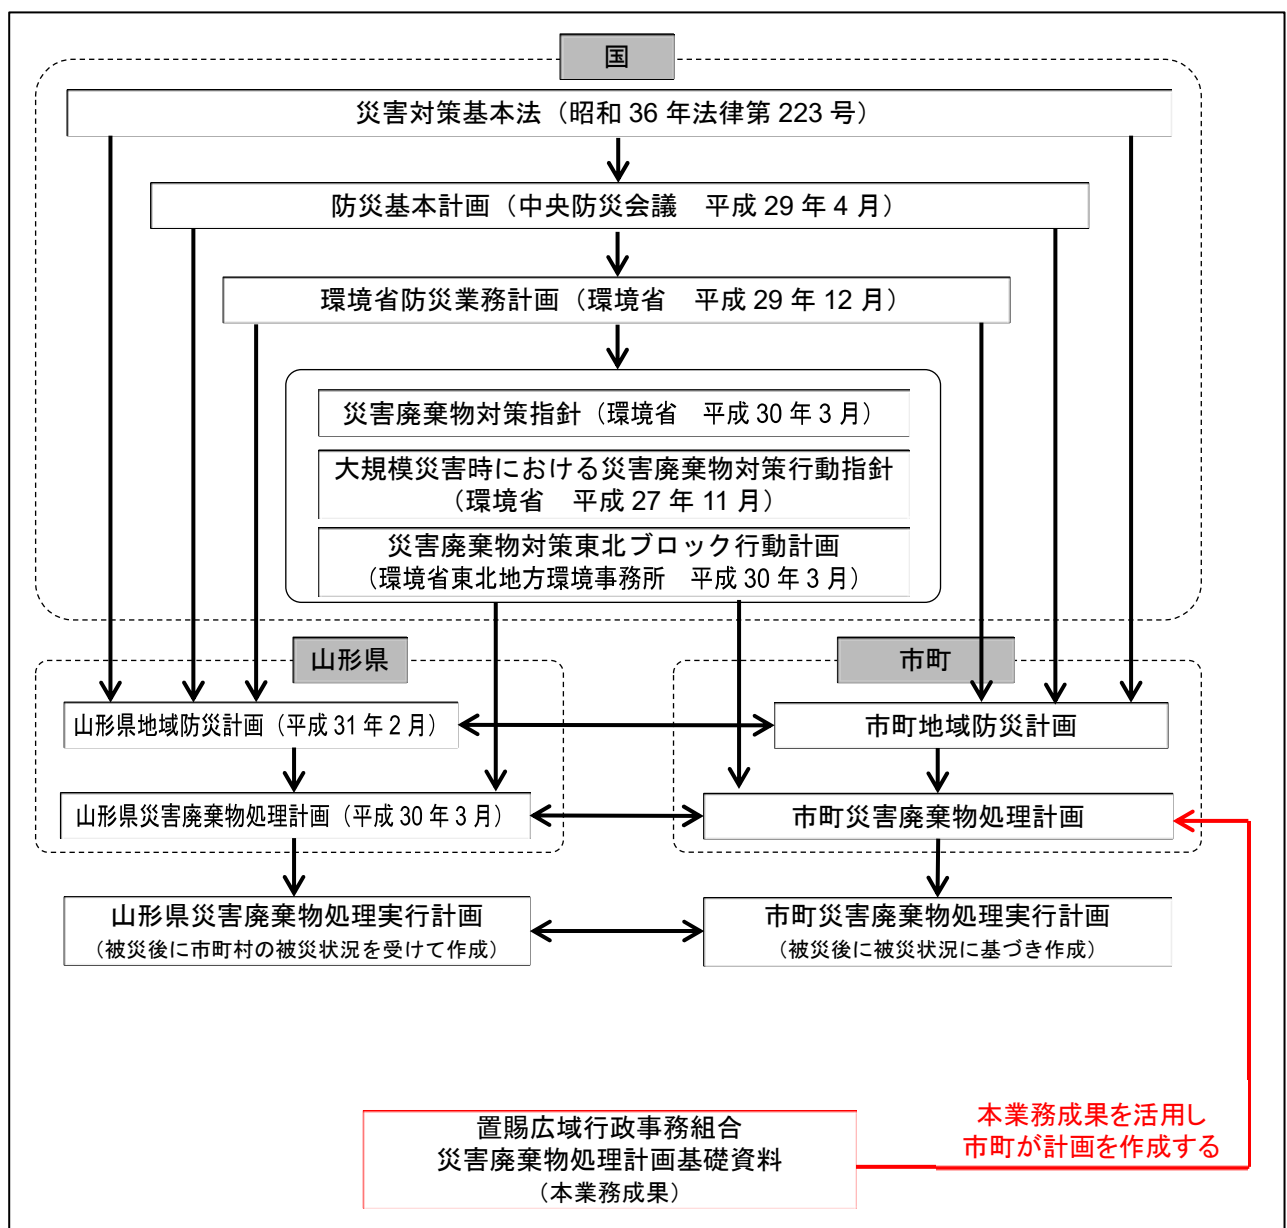 国
災害対策基本法（昭和 36 年法律第 223 号）
防災基本計画（中央防災会議　平成 29 年 4 月）
環境省防災業務計画（環境省　平成 29 年 12 月）
災害廃棄物対策指針（環境省　平成 30 年 3 月）
大規模災害時における災害廃棄物対策行動指針
（環境省　平成 27 年 11 月）
災害廃棄物対策東北ブロック行動計画
（環境省東北地方環境事務所　平成 30 年 3 月）
山形県
市町
山形県地域防災計画（平成 31 年 2 月）
市町地域防災計画
山形県災害廃棄物処理計画（平成 30 年 3 月）
市町災害廃棄物処理計画
山形県災害廃棄物処理実行計画
（被災後に市町村の被災状況を受けて作成）
市町災害廃棄物処理実行計画
（被災後に被災状況に基づき作成）
置賜広域行政事務組合
災害廃棄物処理計画基礎資料
（本業務成果）
本業務成果を活用し
市町が計画を作成する